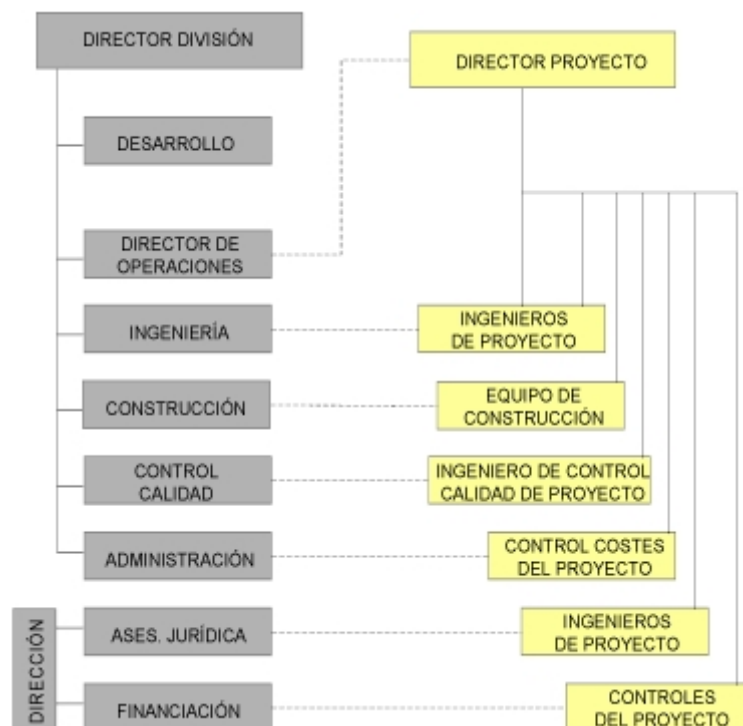 DIRECTOR DIVISIÓN
DIRECTOR PROYECTO
DESARROLLO
DIRECTOR DE
OPERACIONES
INGENIERÍA
INGENIEROS
DE PROYECTO
CONSTRUCCIÓN
EQUIPO DE
CONSTRUCCIÓN
CONTROL
CALIDAD
INGENIERO DE CONTROL
CALIDAD DE PROYECTO
ADMINISTRACIÓN
CONTROL COSTES
DEL PROYECTO
DIRECCIÓN
ASES. JURÍDICA
INGENIEROS
DE PROYECTO
FINANCIACIÓN
CONTROLES
DEL PROYECTO